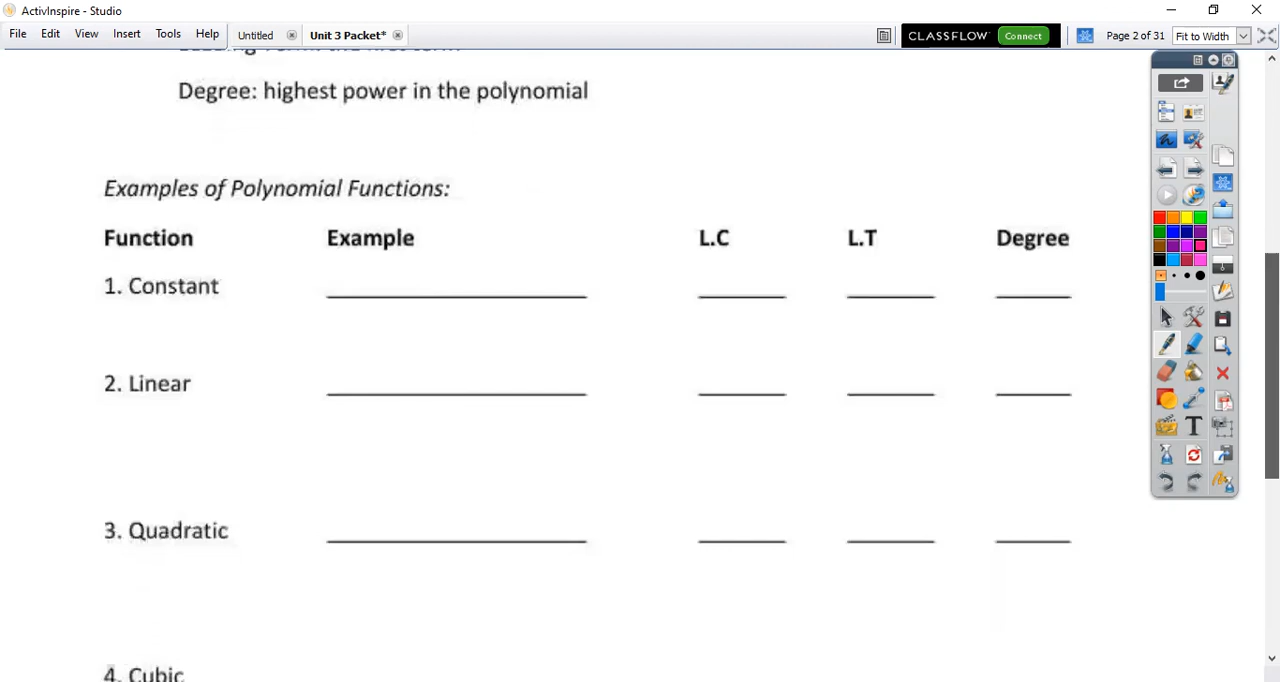 ActivInspire - Studio
File Edit View Insert Tools Help Untitled Unit 3 Packet* CLASSFLOW Connect Page 2 of 31 Fit to Width
Degree: highest power in the polynomial
Examples of Polynomial Functions:
Function Example L.C L.T Degree
1. Constant
2. Linear
3. Quadratic
4. Cubic